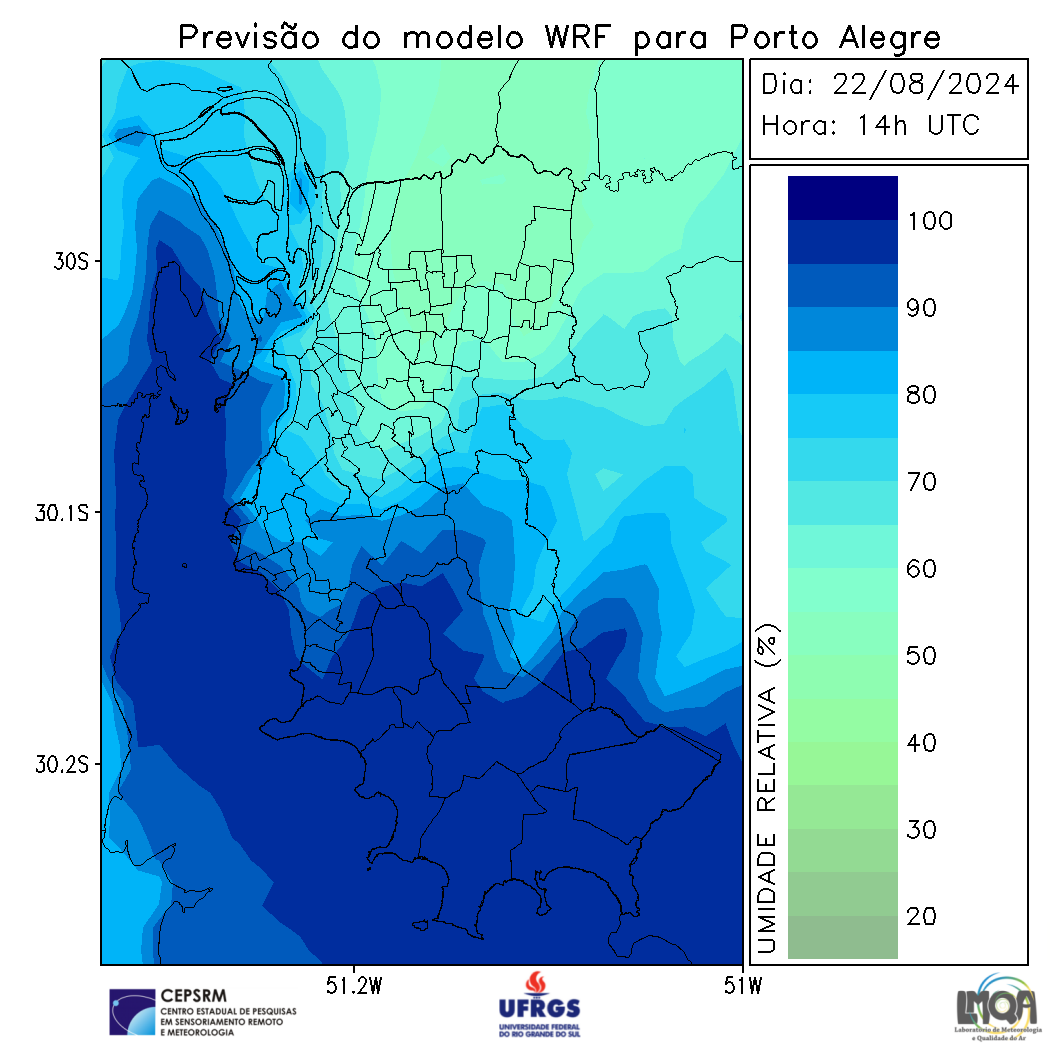 Previsão do modelo WRF para Porto Alegre
Dia: 22/08/2024
Hora: 14h UTC
100
90
80
70
60
50
40
30
20
UMIDADE RELATIVA (%)
30S
30.1S
30.2S
51.2W
51W
CEPSRM
CENTRO ESTADUAL DE PESQUISAS
EM SENSORIAMENTO REMOTO
E METEOROLOGIA
UFRGS
UNIVERSIDADE FEDERAL
DO RIO GRANDE DO SUL
LMQA
Laboratório de Meteorologia
e Qualidade do Ar